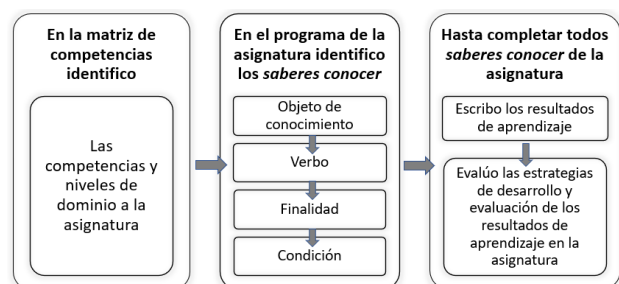 En la matriz de
competencias
identifico
Las
competencias y
niveles de
dominio a la
asignatura
En el programa de la
asignatura identifico
los saberes conocer
Objeto de
conocimiento
Verbo
Finalidad
Condición
Hasta completar todos
saberes conocer de la
asignatura
Escribo los resultados
de aprendizaje
Evalúo las estrategias
de desarrollo y
evaluación de los
resultados de
aprendizaje en la
asignatura